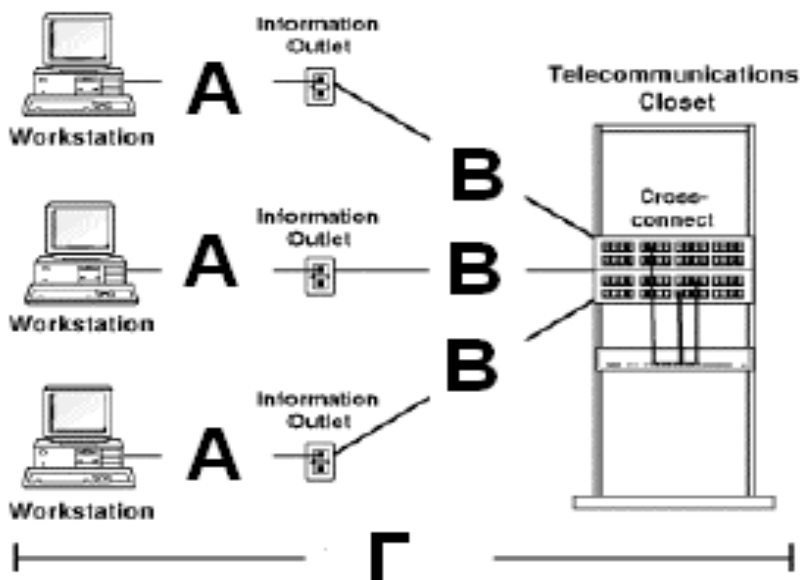 Information
Outlet
A
Workstation
Telecommunications
Closet
B
Cross-
connect
Information
Outlet
A
B
Workstation
B
Information
Outlet
A
Workstation
Γ